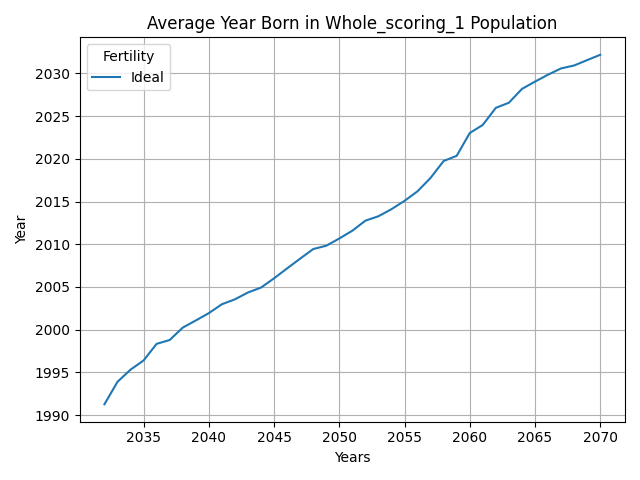 Average Year Born in Whole_scoring_1 Population
Fertility
Ideal
Year
2030
2025
2020
2015
2010
2005
2000
1995
1990
2035 2040 2045 2050 2055 2060 2065 2070
Years